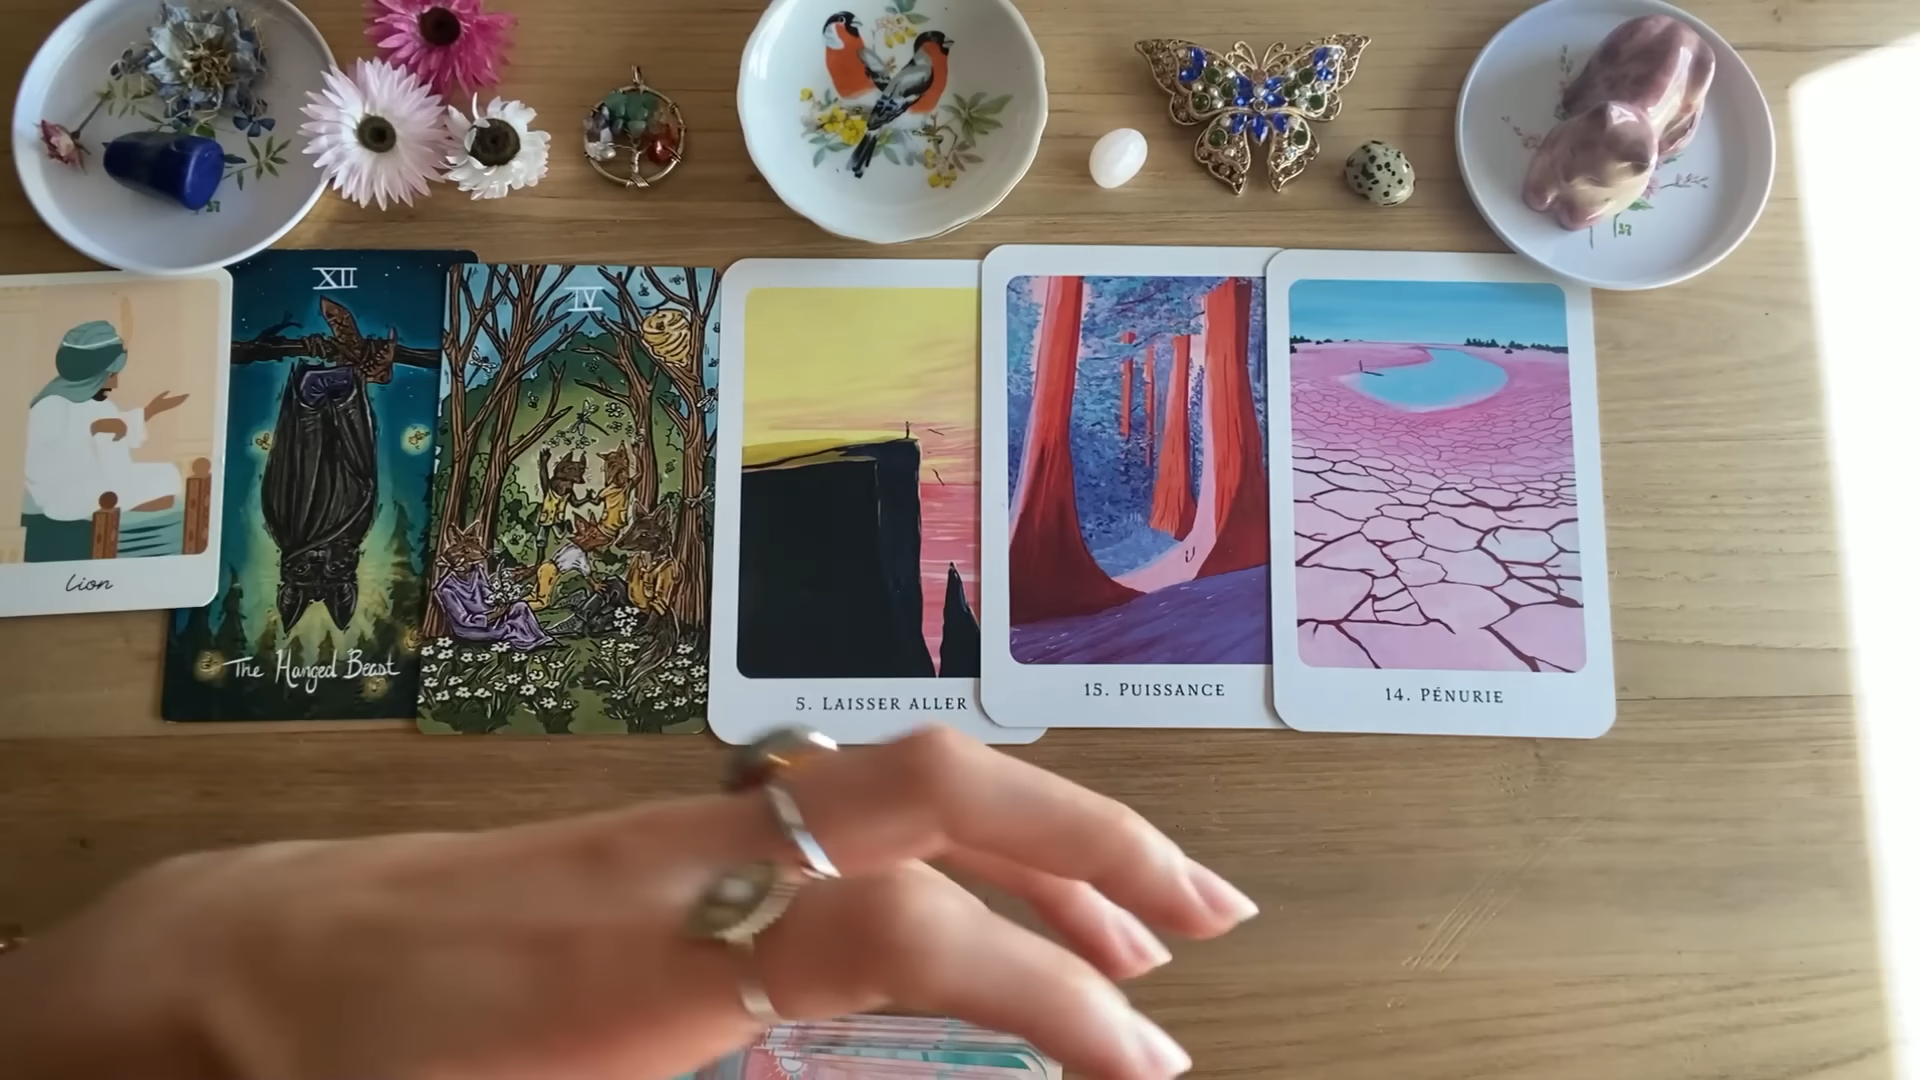 Lion
XII
The Hanged Beast
IV
5. LAISSER ALLER
15. PUISSANCE
14. PÉNURIE